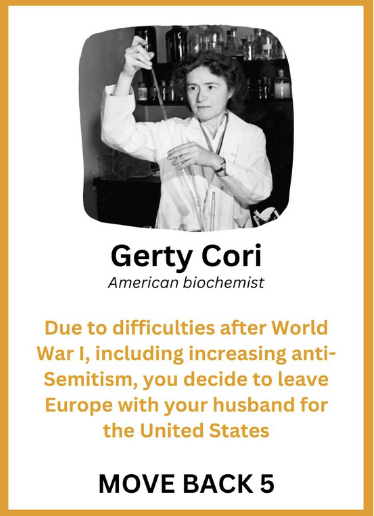 Gerty Cori
American biochemist
Due to difficulties after World
War I, including increasing anti-
Semitism, you decide to leave
Europe with your husband for
the United States
MOVE BACK 5